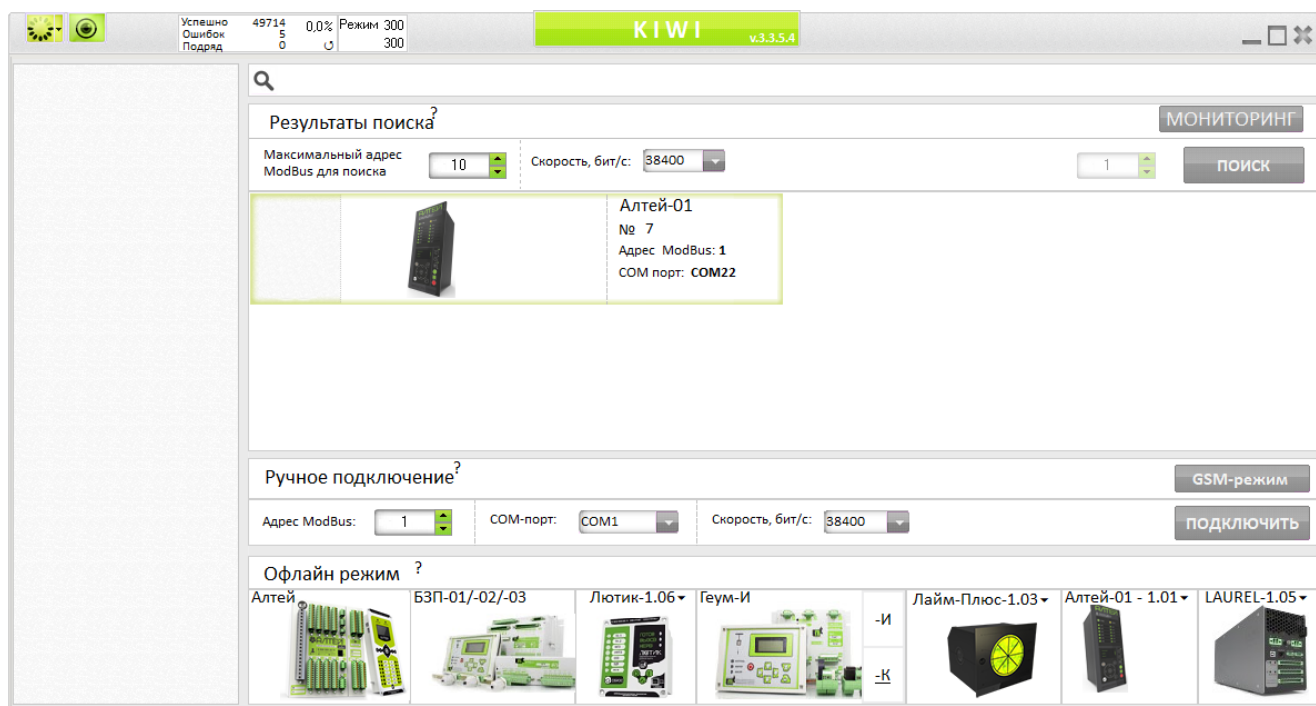 Успешно 49714 0,0% Режим 300
Ошибок 5
Подряд 0 ↺ 300
KIWI v.3.3.5.4
Результаты поиска?
МОНИТОРИНГ
Максимальный адрес
ModBus для поиска
10
Скорость, бит/с: 38400
1
ПОИСК
Алтей-01
№ 7
Адрес ModBus: 1
COM порт: COM22
Ручное подключение?
GSM-режим
Адрес ModBus: 1
COM-порт: COM1
Скорость, бит/с: 38400
ПОДКЛЮЧИТЬ
Офлайн режим ?
Алтей
БЗП-01/-02/-03
Лютик-1.06
Геум-И
-И
-К
Лайм-Плюс-1.03
Алтей-01 - 1.01
LAUREL-1.05